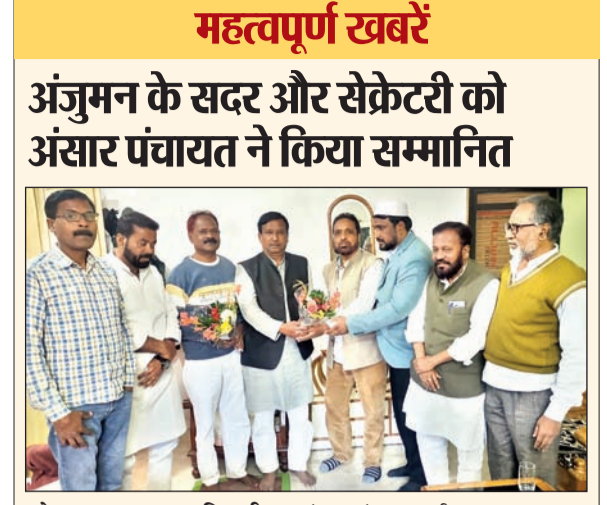 महत्वपूर्ण खबरें
अंजुमन के सदर और सेक्रेटरी को
अंसार पंचायत ने किया सम्मानित